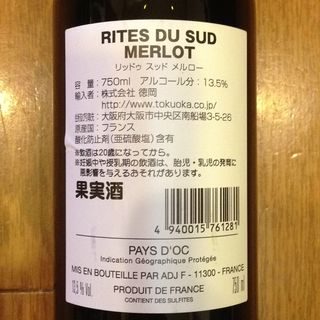 RITES DU SUD
MERLOT
リッドゥ スッド メルロー
容量：750ml アルコール分：13.5%
輸入者：株式会社 徳岡
http://www.tokuoka.co.jp/
引取先：大阪府大阪市中央区南船場3-5-26
原産国：フランス
酸化防止剤（亜硫酸塩）含有
※飲酒は20歳になってから。
※妊娠中や授乳期の飲酒は、胎児・乳児の発育に
悪影響を与えるおそれがあります。
果実酒
4 940015 761281
PAYS D'OC
Indication Géographique Protégée
MIS EN BOUTEILLE PAR ADJ F - 11300 - FRANCE
13,5 % Vol.
PRODUIT DE FRANCE
750 ml
CONTIENT DES SULFITES